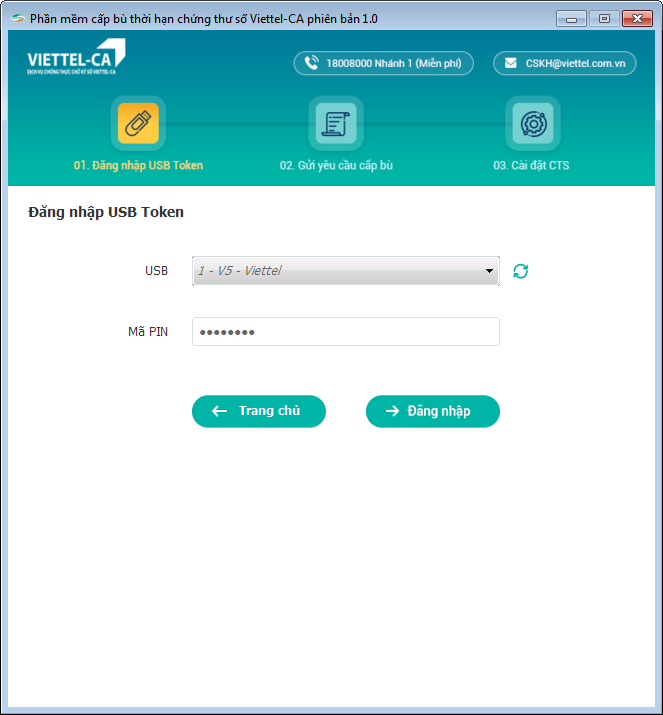 Phần mềm cấp bù thời hạn chứng thư số Viettel-CA phiên bản 1.0
VIETTEL-CA
DỊCH VỤ CHỨNG THỰC CHỮ KÝ SỐ VIETTEL-CA
18008000 Nhánh 1 (Miễn phí)
CSKH@viettel.com.vn
01. Đăng nhập USB Token
02. Gửi yêu cầu cấp bù
03. Cài đặt CTS
Đăng nhập USB Token
USB
1 - V5 - Viettel
Mã PIN
••••••••
Trang chủ
Đăng nhập